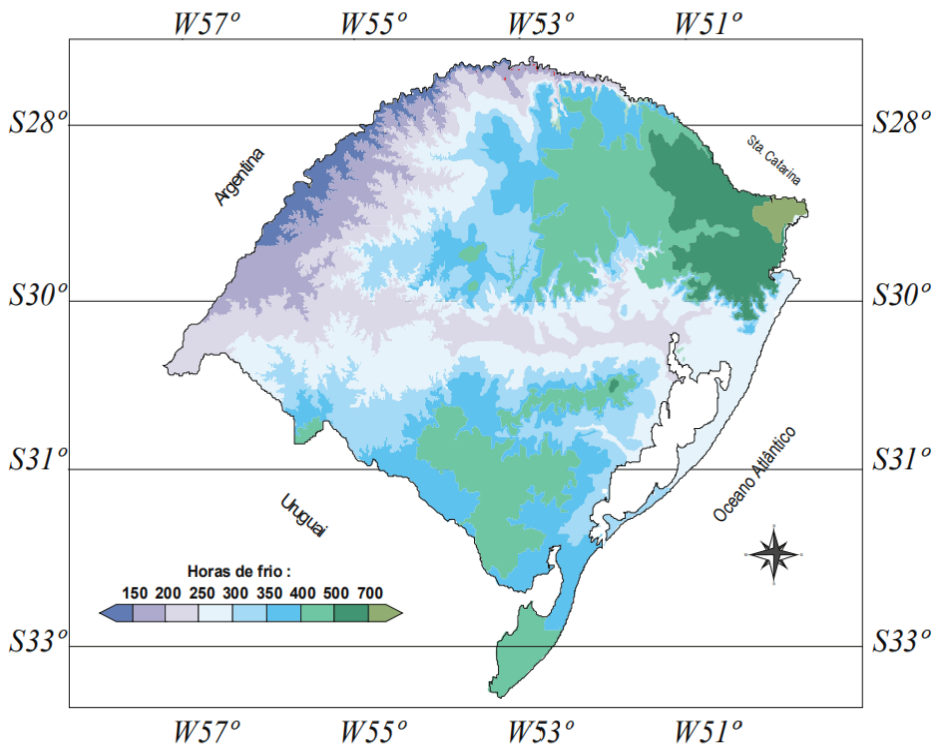 W57º W55º W53º W51º
S28º S28º
Sta. Catarina
Argentina
S30º S30º
S31º S31º
Oceano Atlântico
Uruguai
Horas de frio :
150 200 250 300 350 400 500 700
S33º S33º
W57º W55º W53º W51º